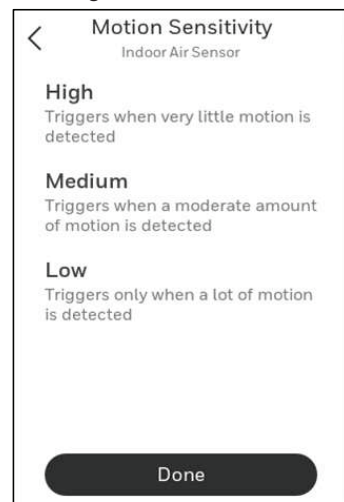 Motion Sensitivity
Indoor Air Sensor
High
Triggers when very little motion is
detected
Medium
Triggers when a moderate amount
of motion is detected
Low
Triggers only when a lot of motion
is detected
Done